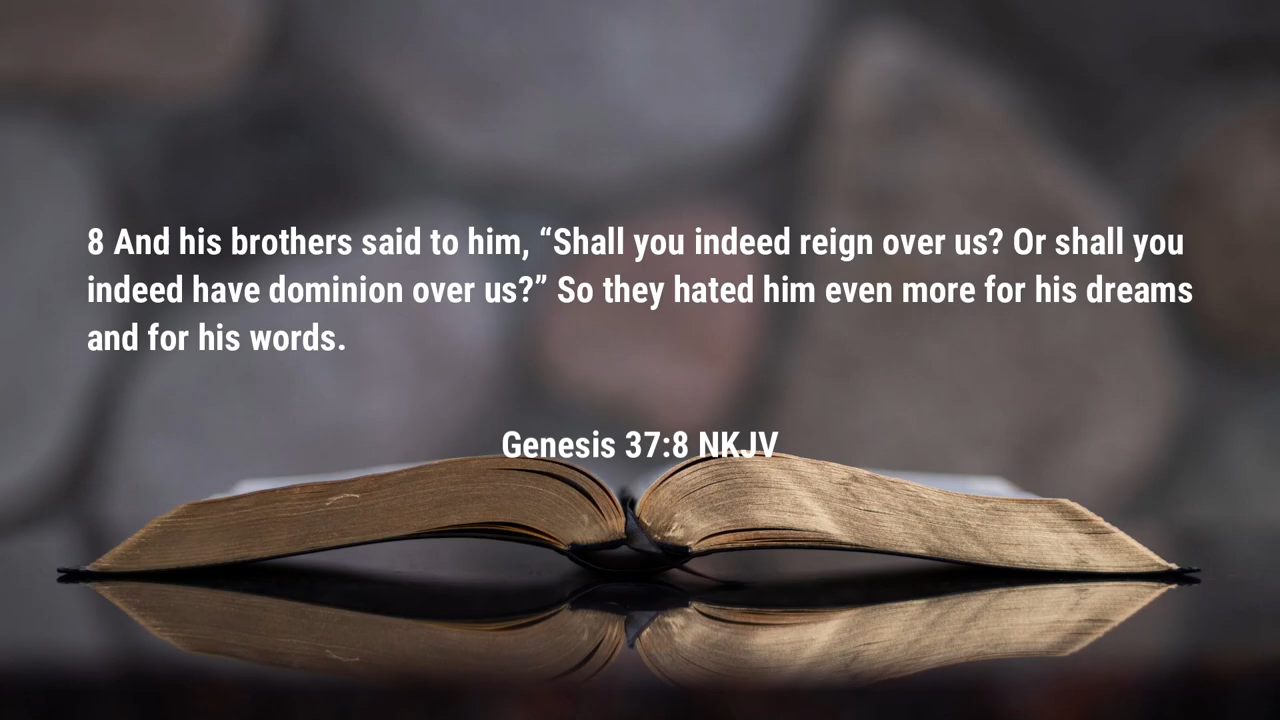 8 And his brothers said to him, “Shall you indeed reign over us? Or shall you
indeed have dominion over us?” So they hated him even more for his dreams
and for his words.
Genesis 37:8 NKJV